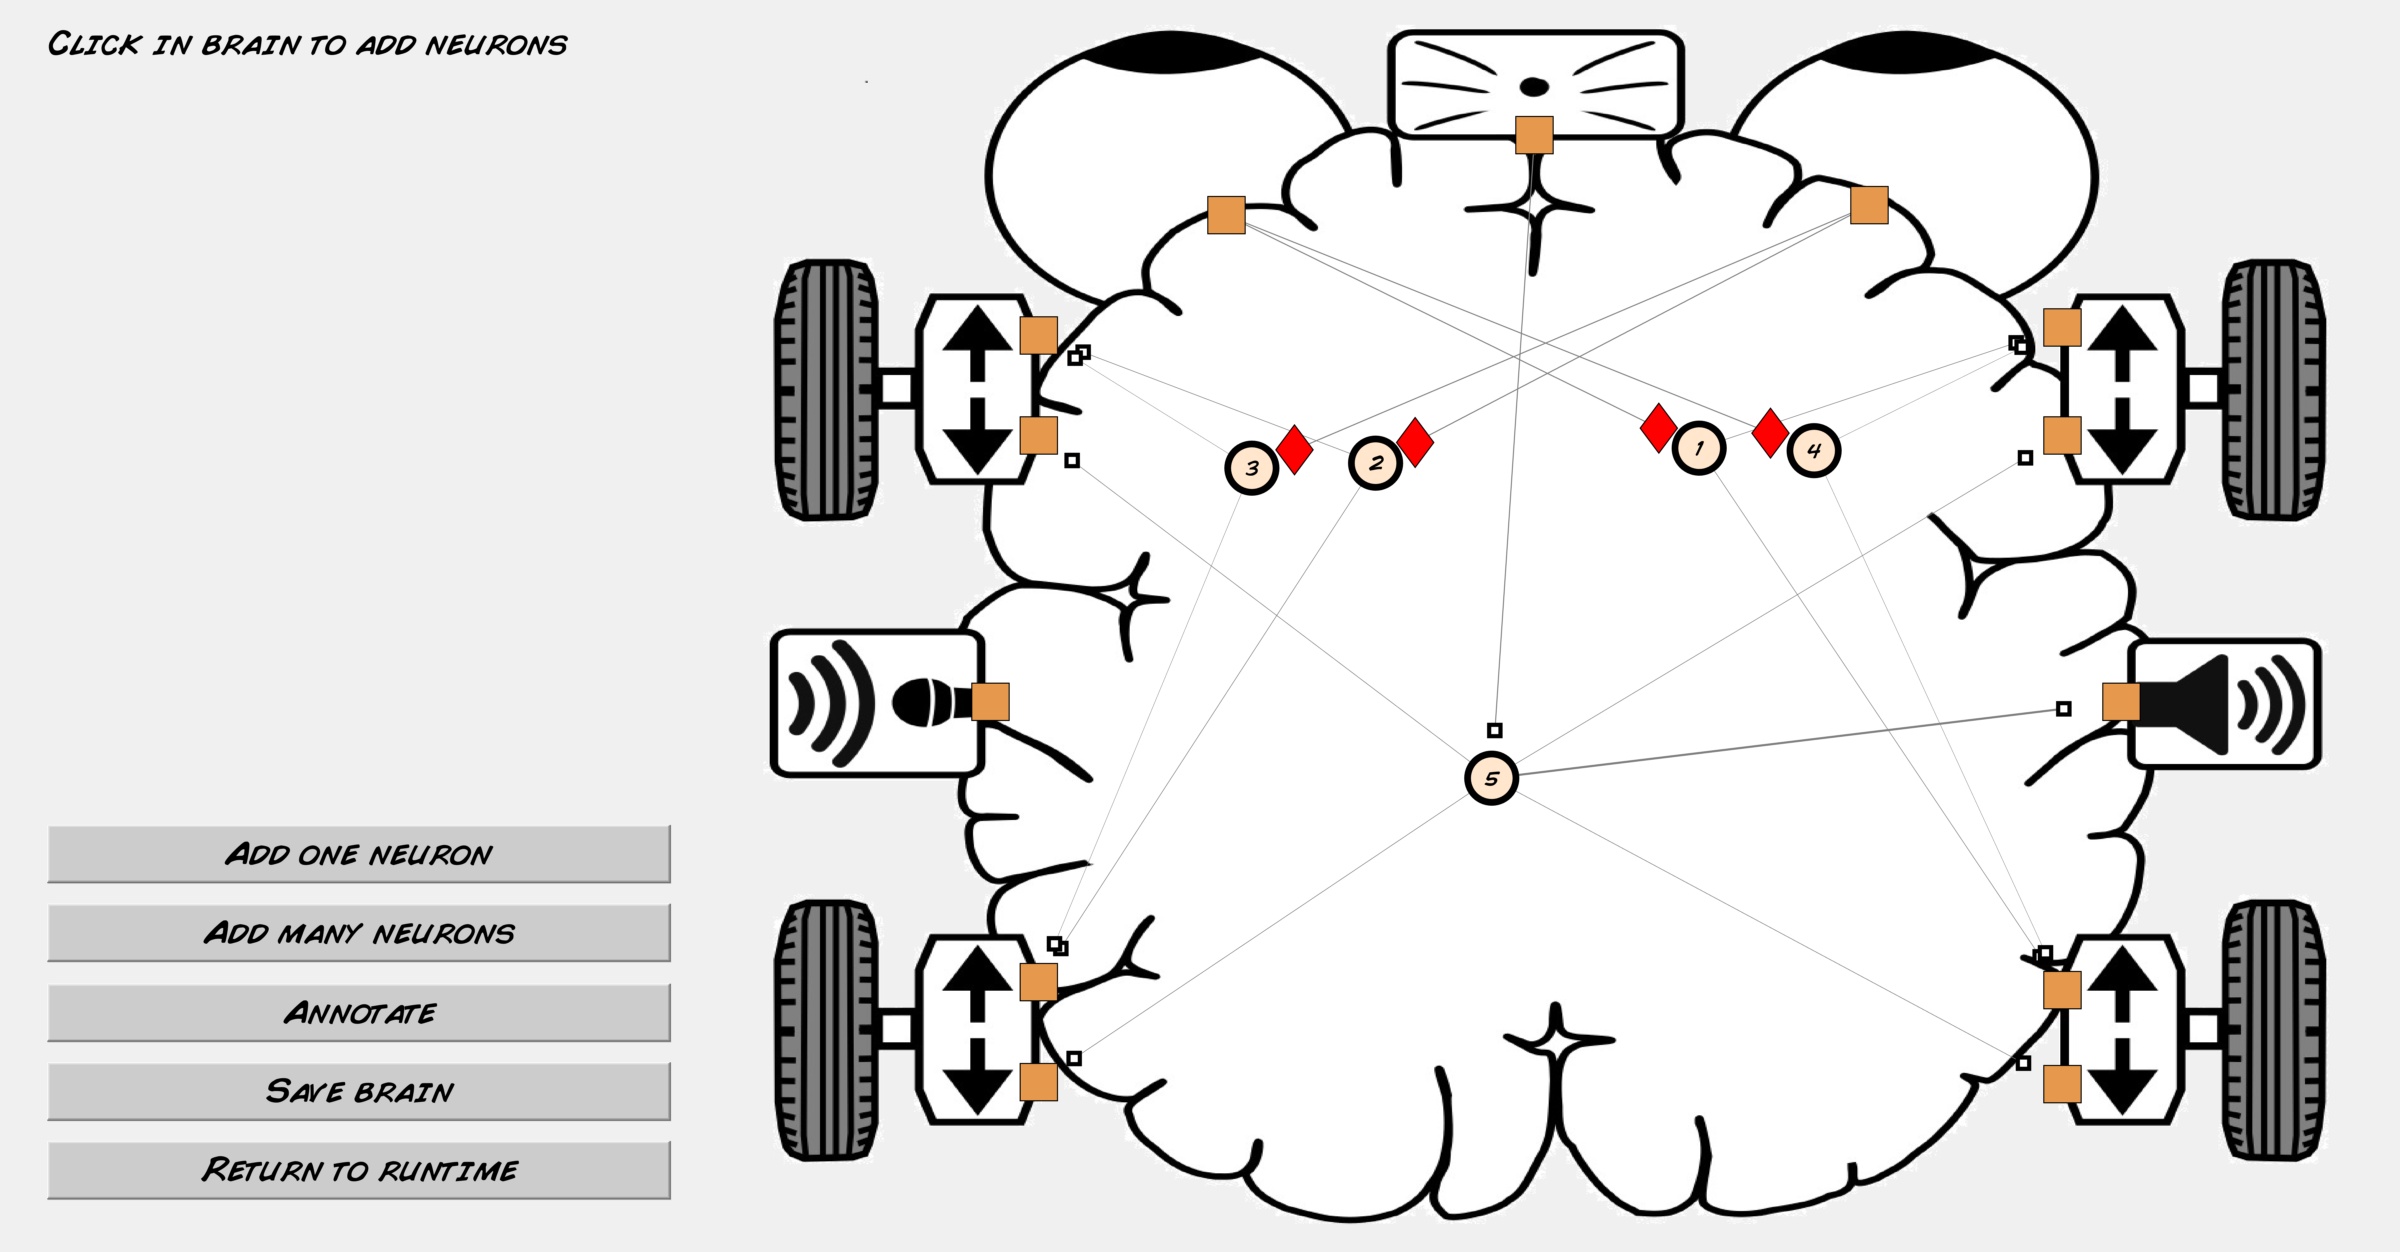 Click in brain to add neurons
3
2
1
4
5
Add one neuron
Add many neurons
Annotate
Save brain
Return to runtime